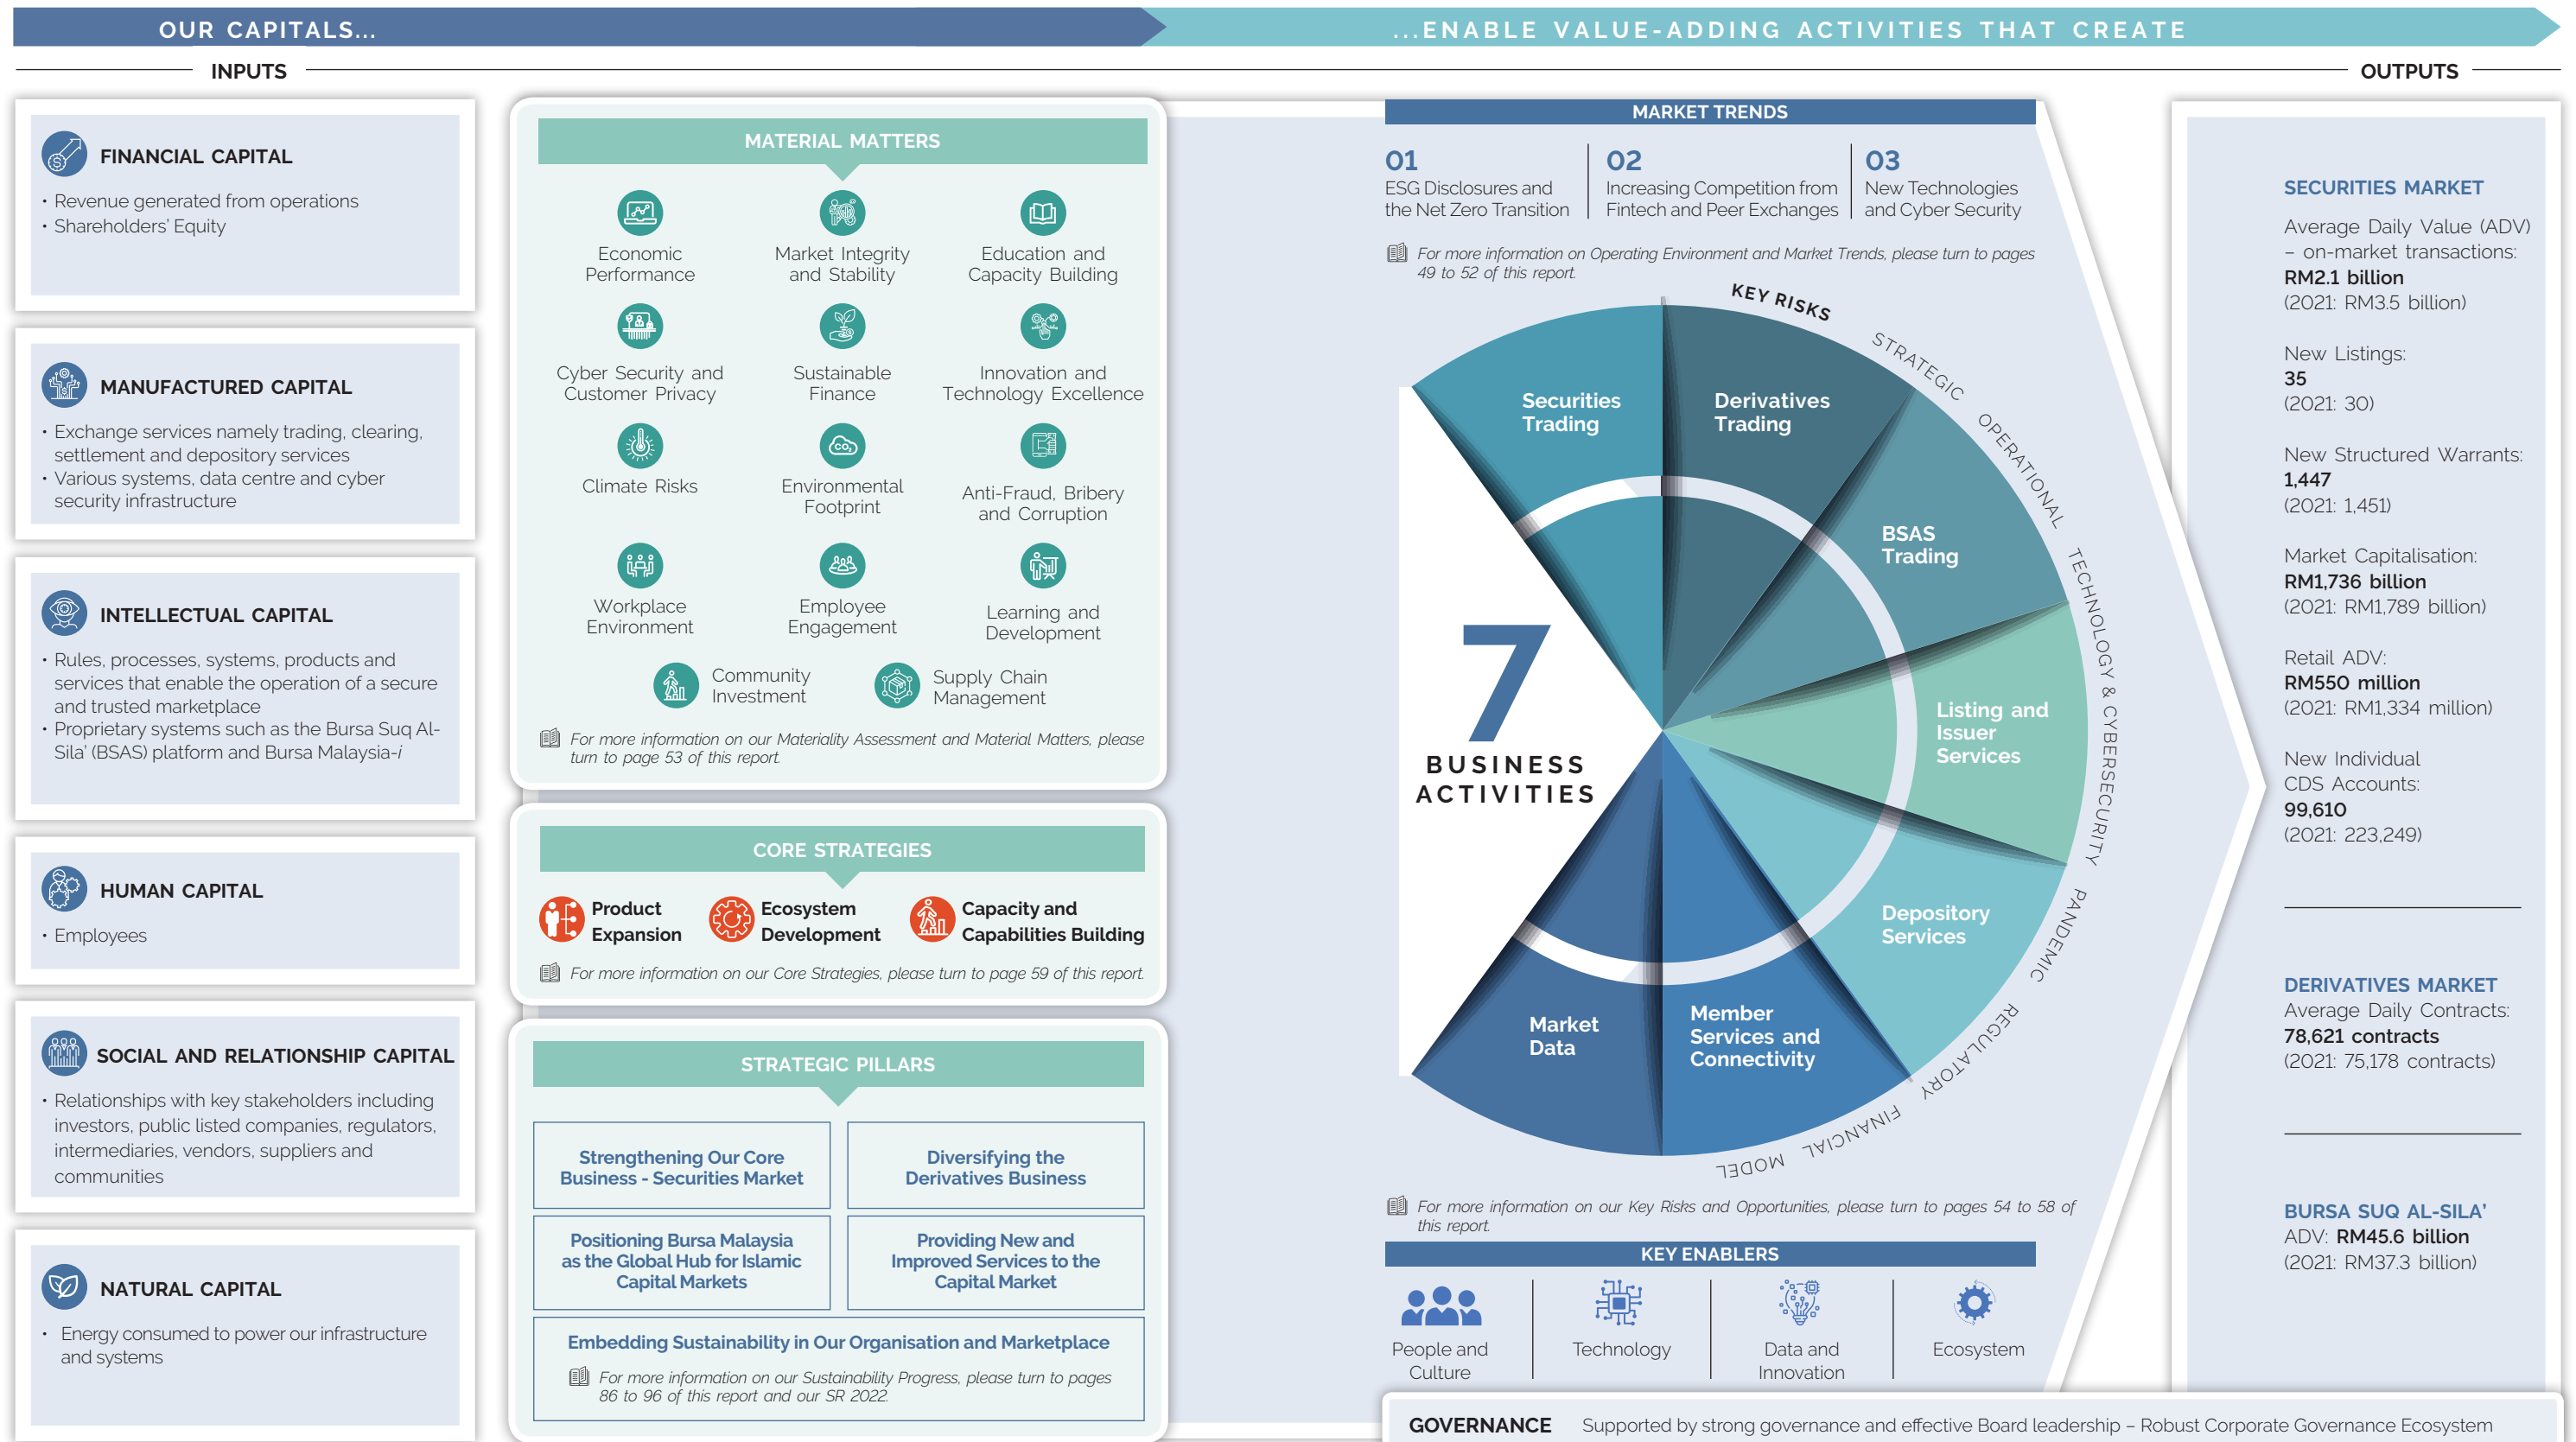 OUR CAPITALS...
...ENABLE VALUE-ADDING ACTIVITIES THAT CREATE
INPUTS
OUTPUTS
FINANCIAL CAPITAL
• Revenue generated from operations
• Shareholders' Equity
MANUFACTURED CAPITAL
• Exchange services namely trading, clearing,
settlement and depository services
• Various systems, data centre and cyber
security infrastructure
INTELLECTUAL CAPITAL
• Rules, processes, systems, products and
services that enable the operation of a secure
and trusted marketplace
• Proprietary systems such as the Bursa Suq Al-
Sila' (BSAS) platform and Bursa Malaysia-i
HUMAN CAPITAL
• Employees
SOCIAL AND RELATIONSHIP CAPITAL
• Relationships with key stakeholders including
investors, public listed companies, regulators,
intermediaries, vendors, suppliers and
communities
NATURAL CAPITAL
• Energy consumed to power our infrastructure
and systems
MATERIAL MATTERS
Economic
Performance
Market Integrity
and Stability
Education and
Capacity Building
Cyber Security and
Customer Privacy
Sustainable
Finance
Innovation and
Technology Excellence
Climate Risks
CO2
Environmental
Footprint
Anti-Fraud, Bribery
and Corruption
Workplace
Environment
Employee
Engagement
Learning and
Development
Community
Investment
Supply Chain
Management
For more information on our Materiality Assessment and Material Matters, please
turn to page 53 of this report.
CORE STRATEGIES
Product
Expansion
Ecosystem
Development
Capacity and
Capabilities Building
For more information on our Core Strategies, please turn to page 59 of this report.
STRATEGIC PILLARS
Strengthening Our Core
Business - Securities Market
Diversifying the
Derivatives Business
Positioning Bursa Malaysia
as the Global Hub for Islamic
Capital Markets
Providing New and
Improved Services to the
Capital Market
Embedding Sustainability in Our Organisation and Marketplace
For more information on our Sustainability Progress, please turn to pages
86 to 96 of this report and our SR 2022.
MARKET TRENDS
01
ESG Disclosures and
the Net Zero Transition
02
Increasing Competition from
Fintech and Peer Exchanges
03
New Technologies
and Cyber Security
For more information on Operating Environment and Market Trends, please turn to pages
49 to 52 of this report.
KEY RISKS
STRATEGIC
OPERATIONAL
TECHNOLOGY & CYBERSECURITY
PANDEMIC
REGULATORY
FINANCIAL
MODEL
7
BUSINESS
ACTIVITIES
Securities
Trading
Derivatives
Trading
BSAS
Trading
Listing and
Issuer
Services
Depository
Services
Member
Services and
Connectivity
Market
Data
For more information on our Key Risks and Opportunities, please turn to pages 54 to 58 of
this report.
KEY ENABLERS
People and
Culture
Technology
Data and
Innovation
Ecosystem
GOVERNANCE Supported by strong governance and effective Board leadership – Robust Corporate Governance Ecosystem
SECURITIES MARKET
Average Daily Value (ADV)
– on-market transactions:
RM2.1 billion
(2021: RM3.5 billion)
New Listings:
35
(2021: 30)
New Structured Warrants:
1,447
(2021: 1,451)
Market Capitalisation:
RM1,736 billion
(2021: RM1,789 billion)
Retail ADV:
RM550 million
(2021: RM1,334 million)
New Individual
CDS Accounts:
99,610
(2021: 223,249)
DERIVATIVES MARKET
Average Daily Contracts:
78,621 contracts
(2021: 75,178 contracts)
BURSA SUQ AL-SILA'
ADV: RM45.6 billion
(2021: RM37.3 billion)